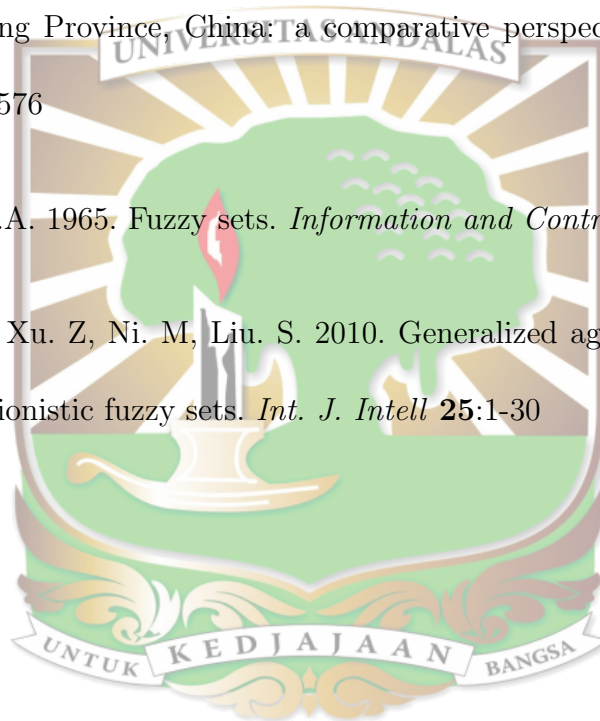 ng Province, China: a comparative perspec
UNIVERSITAS ANDALAS
576
.A. 1965. Fuzzy sets. Information and Contr
Xu. Z, Ni. M, Liu. S. 2010. Generalized ag
ionistic fuzzy sets. Int. J. Intell 25:1-30
UNTUK KEDJAJAAN BANGSA